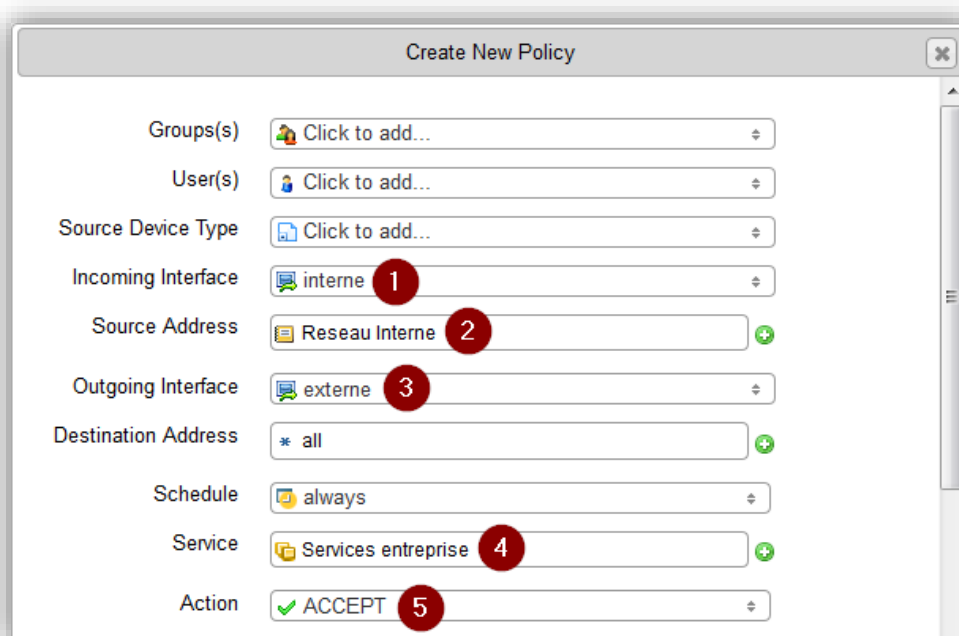 Create New Policy
Groups(s) Click to add...
User(s) Click to add...
Source Device Type Click to add...
Incoming Interface interne 1
Source Address Reseau Interne 2
Outgoing Interface externe 3
Destination Address all
Schedule always
Service Services entreprise 4
Action ACCEPT 5